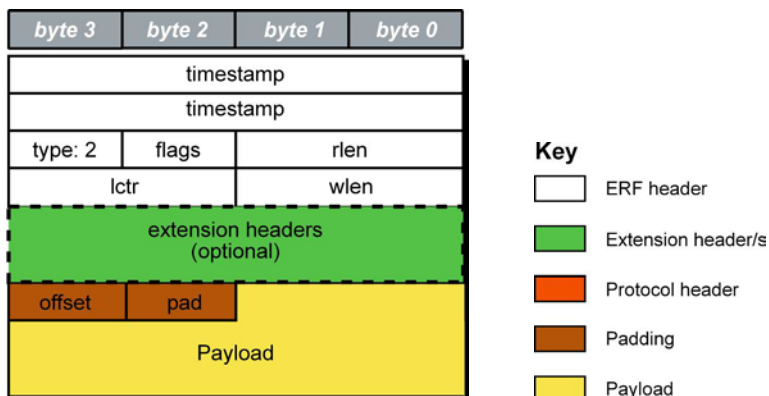 byte 3 byte 2 byte 1 byte 0
timestamp
timestamp
type: 2 flags rlen
lctr wlen
extension headers
(optional)
offset pad
Payload
Key
ERF header
Extension header/s
Protocol header
Padding
Payload